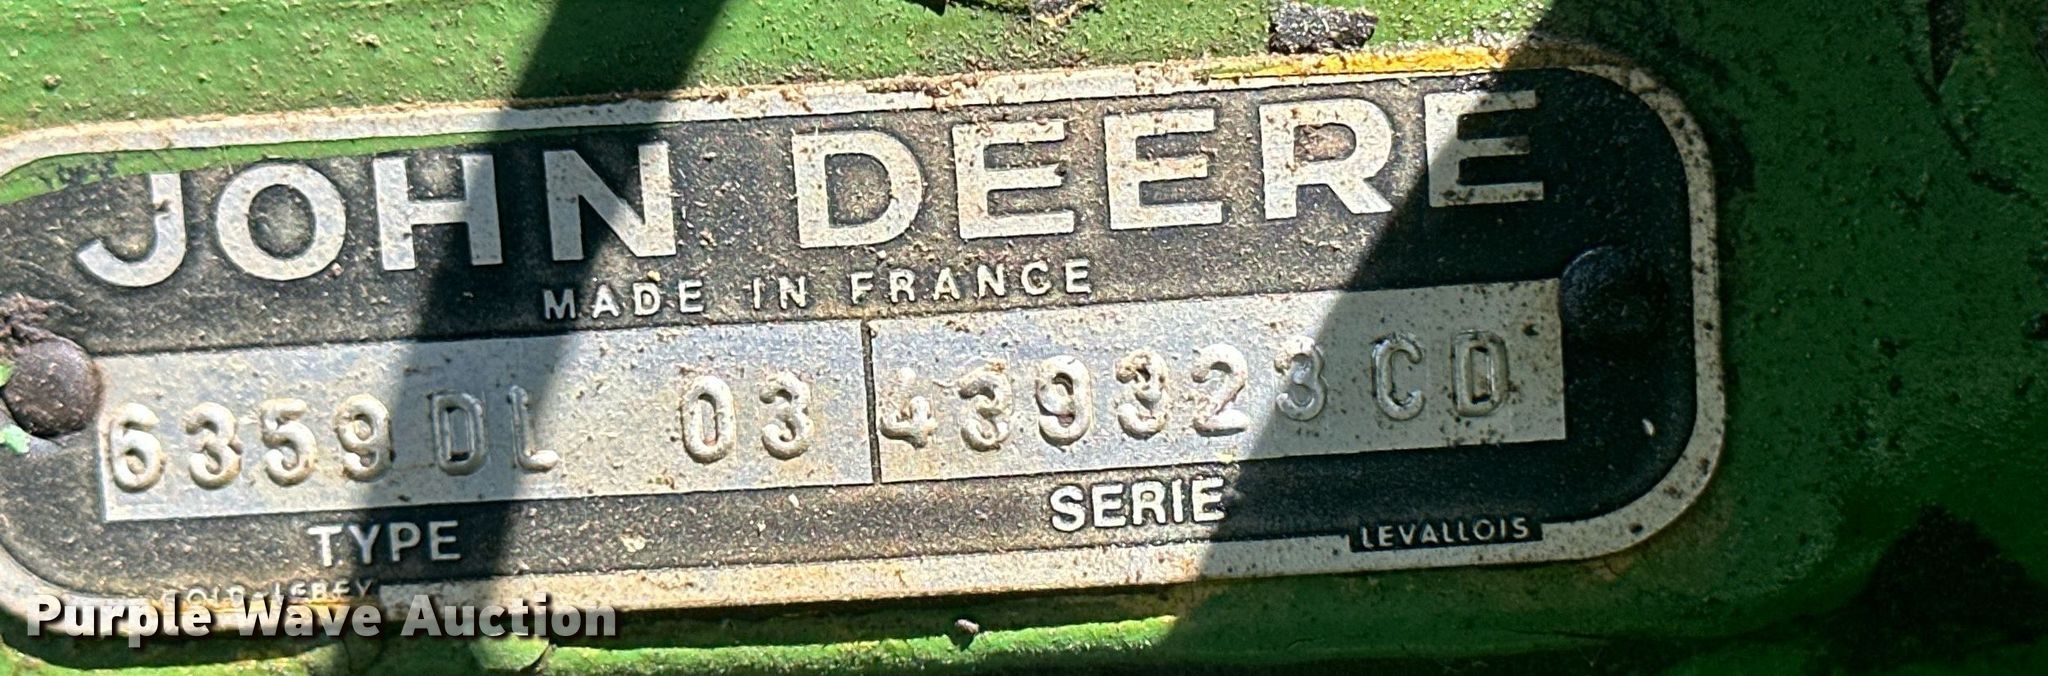 JOHN DEERE
MADE IN FRANCE
6359DL 03 439323CD
TYPE SERIE
LEVALLOIS
Purple Wave Auction